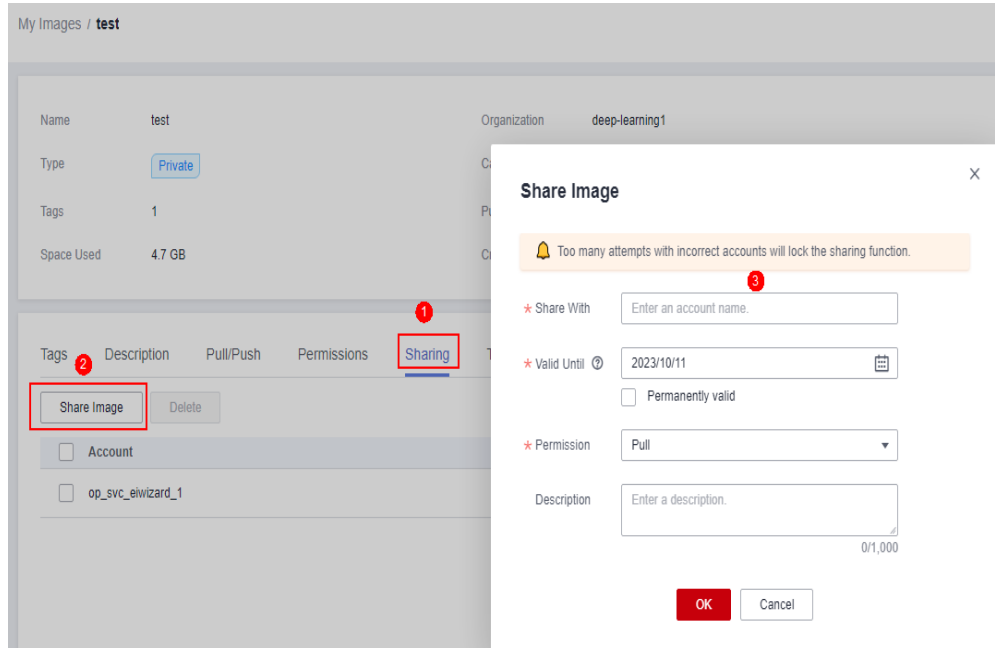 My Images / test
Name test
Organization deep-learning1
Type Private
Tags 1
Space Used 4.7 GB
1
Tags 2 Description Pull/Push Permissions Sharing
Share Image Delete
Account
op_svc_eiwizard_1
Share Image
Too many attempts with incorrect accounts will lock the sharing function.
3
* Share With Enter an account name.
* Valid Until 2023/10/11
Permanently valid
* Permission Pull
Description Enter a description.
0/1,000
OK Cancel